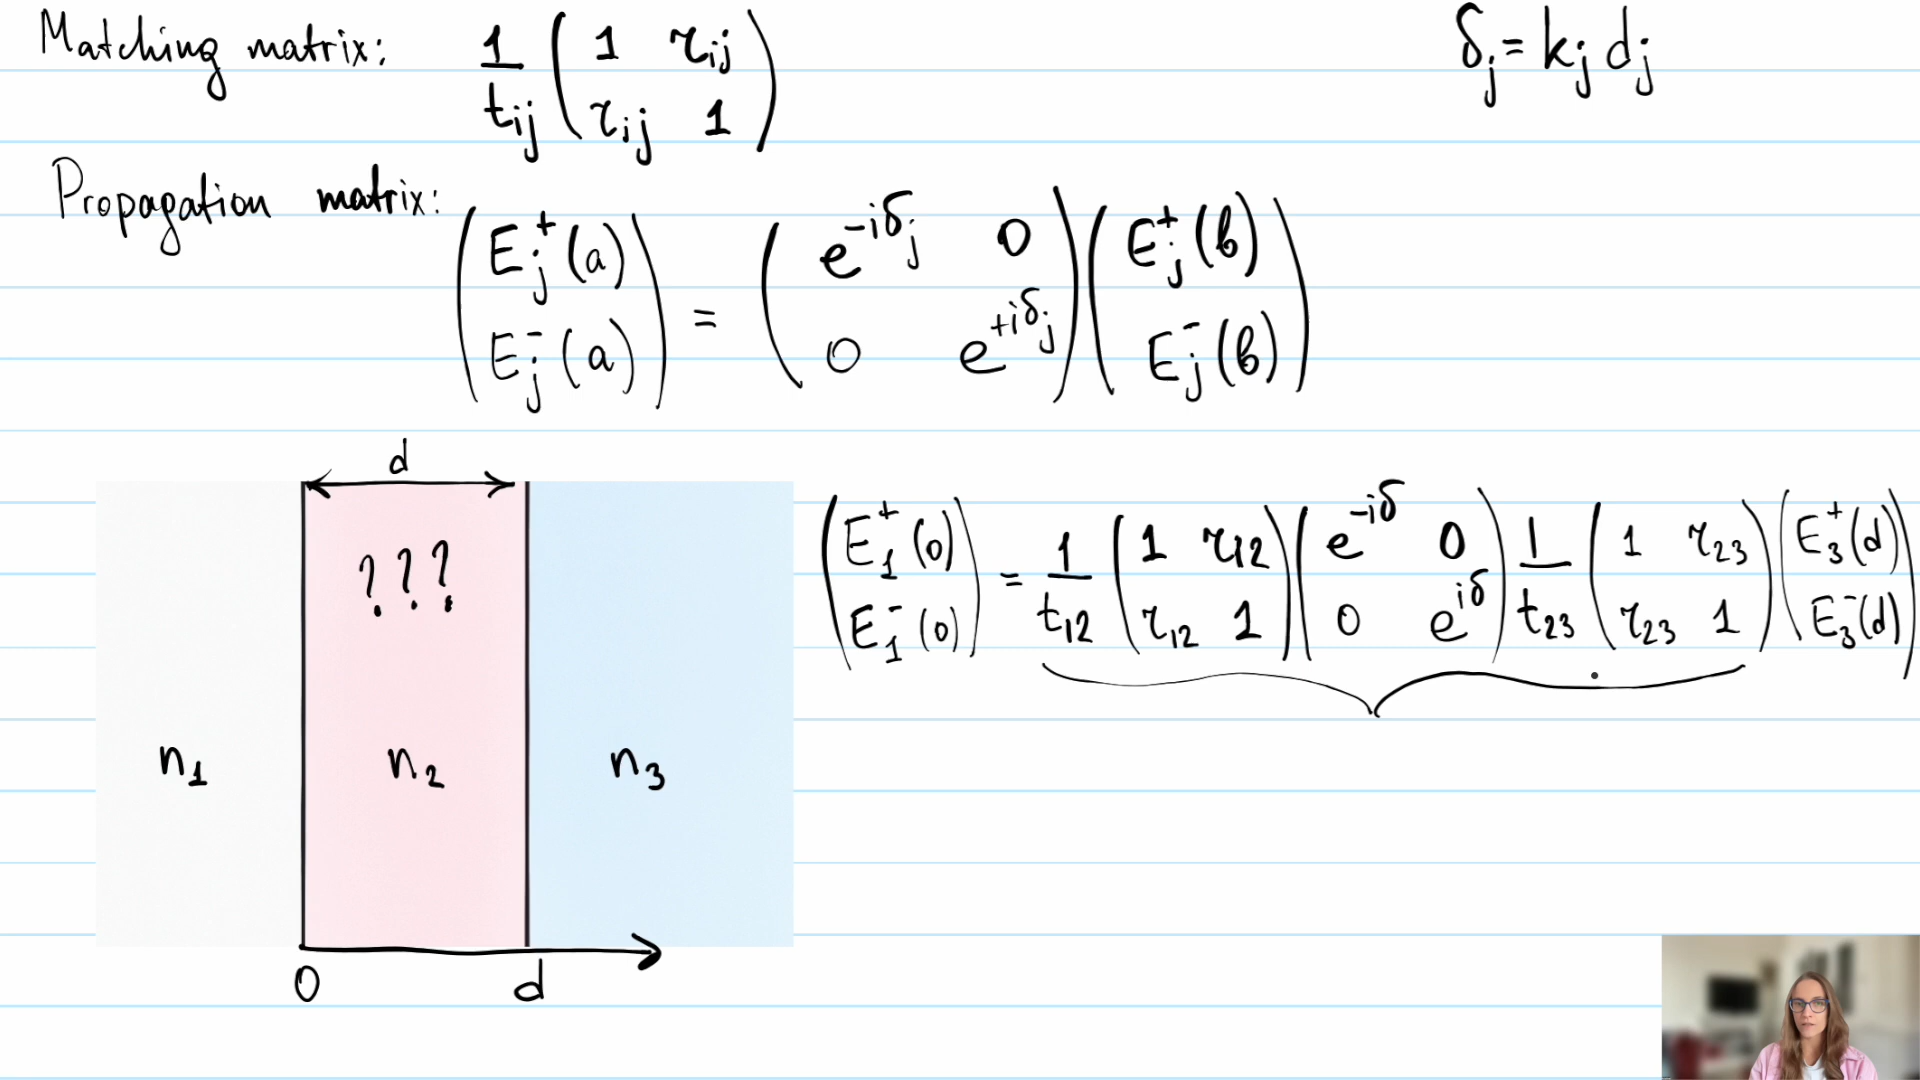 Matching matrix: 1/t_ij ( 1 r_ij ; r_ij 1 )
δ_j = k_j d_j
Propagation matrix: ( E_j^+(a) ; E_j^-(a) ) = ( e^{-iδ_j} 0 ; 0 e^{+iδ_j} ) ( E_j^+(b) ; E_j^-(b) )
d
???
n_1 n_2 n_3
0 d
( E_1^+(0) ; E_1^-(0) ) = 1/t_12 ( 1 r_12 ; r_12 1 ) ( e^{-iδ} 0 ; 0 e^{iδ} ) 1/t_23 ( 1 r_23 ; r_23 1 ) ( E_3^+(d) ; E_3^-(d) )